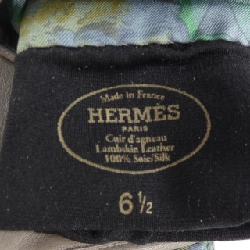 Made in France
HERMÈS
PARIS
Cuir d'agneau
Lambskin Leather
100% Soie/Silk
6 ½